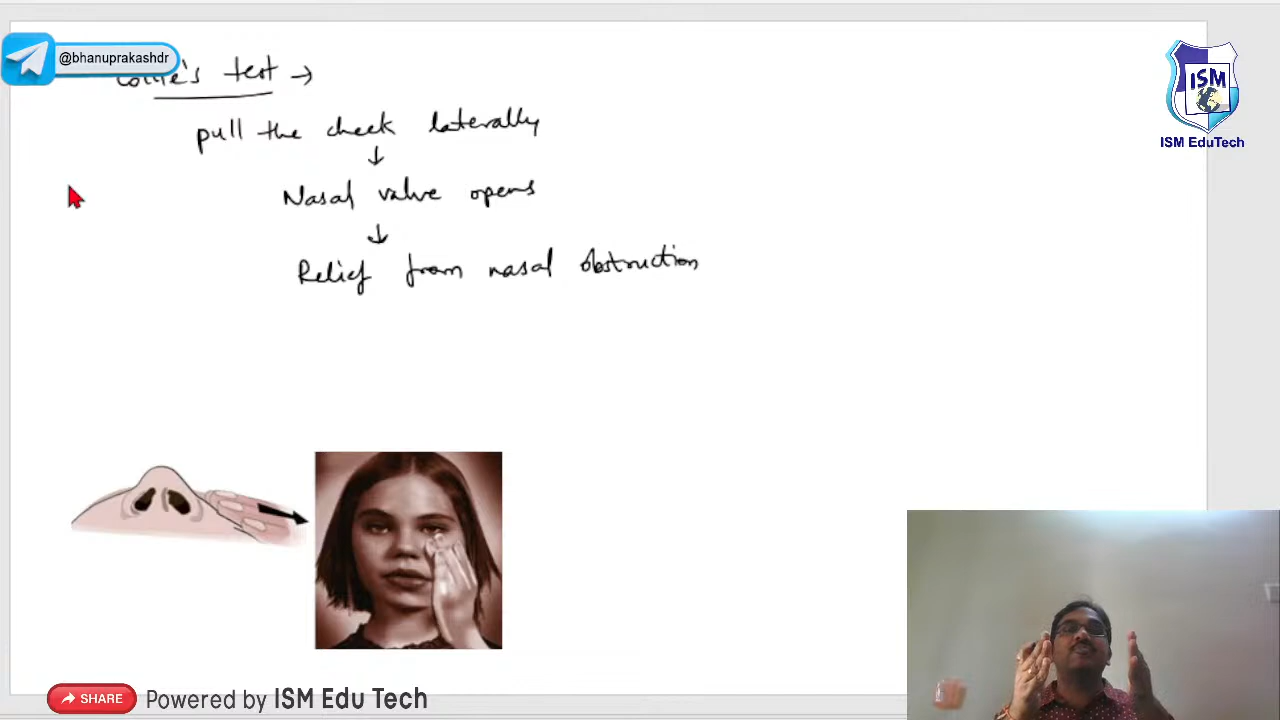 @bhanuprakashdr
test →
pull the cheek laterally
↓
Nasal valve opens
↓
Relief from nasal obstruction
ISM
ISM EduTech
SHARE
Powered by ISM Edu Tech